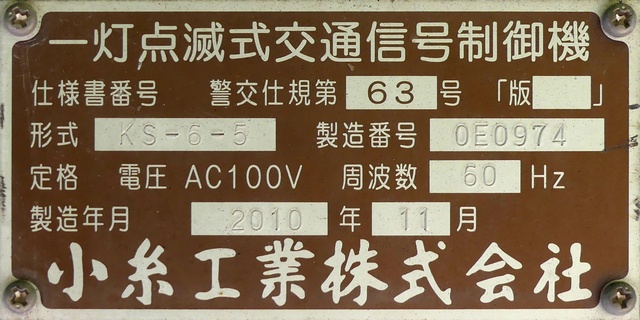 一灯点滅式交通信号制御機
仕様書番号 警交仕規第 63 号 「版 」
形式 KS-6-5 製造番号 0E0974
定格 電圧 AC100V 周波数 60 Hz
製造年月 2010 年 11 月
小糸工業株式会社